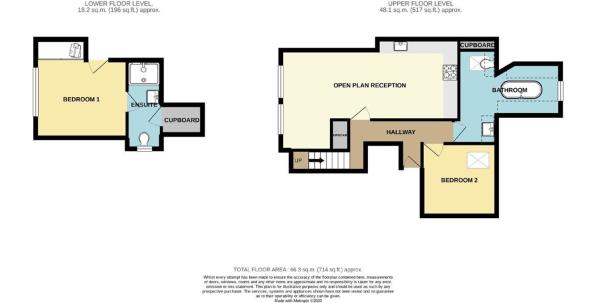 LOWER FLOOR LEVEL.
18.2 sq.m. (196 sq.ft.) approx.
UPPER FLOOR LEVEL
48.1 sq.m. (517 sq.ft.) approx.
CUPBOARD
OPEN PLAN RECEPTION
BATHROOM
BEDROOM 1
ENSUITE
CUPBOARD
HALLWAY
UP
BEDROOM 2
TOTAL FLOOR AREA : 66.3 sq.m. (714 sq.ft.) approx.
Whilst every attempt has been made to ensure the accuracy of the floorplan contained here, measurements
of doors, windows, rooms and any other items are approximate and no responsibility is taken for any error,
omission or mis-statement. This plan is for illustrative purposes only and should be used as such by any
prospective purchaser. The services, systems and appliances shown have not been tested and no guarantee
as to their operability or efficiency can be given.
Made with Metropix ©2020